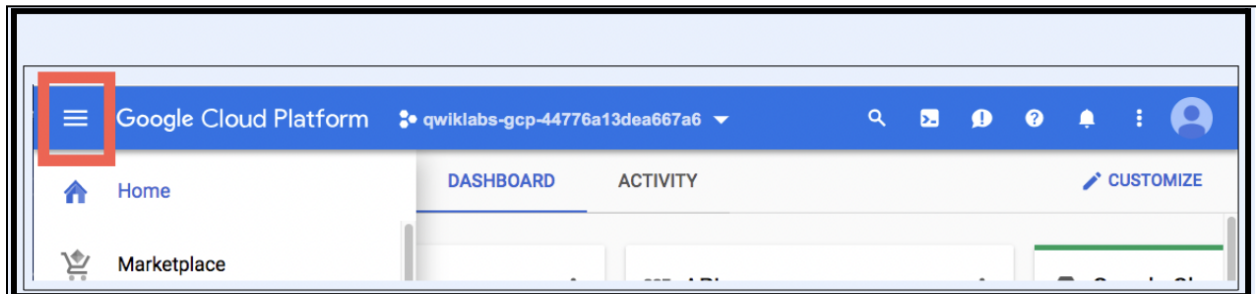 Google Cloud Platform qwiklabs-gcp-44776a13dea667a6
Home
DASHBOARD ACTIVITY CUSTOMIZE
Marketplace